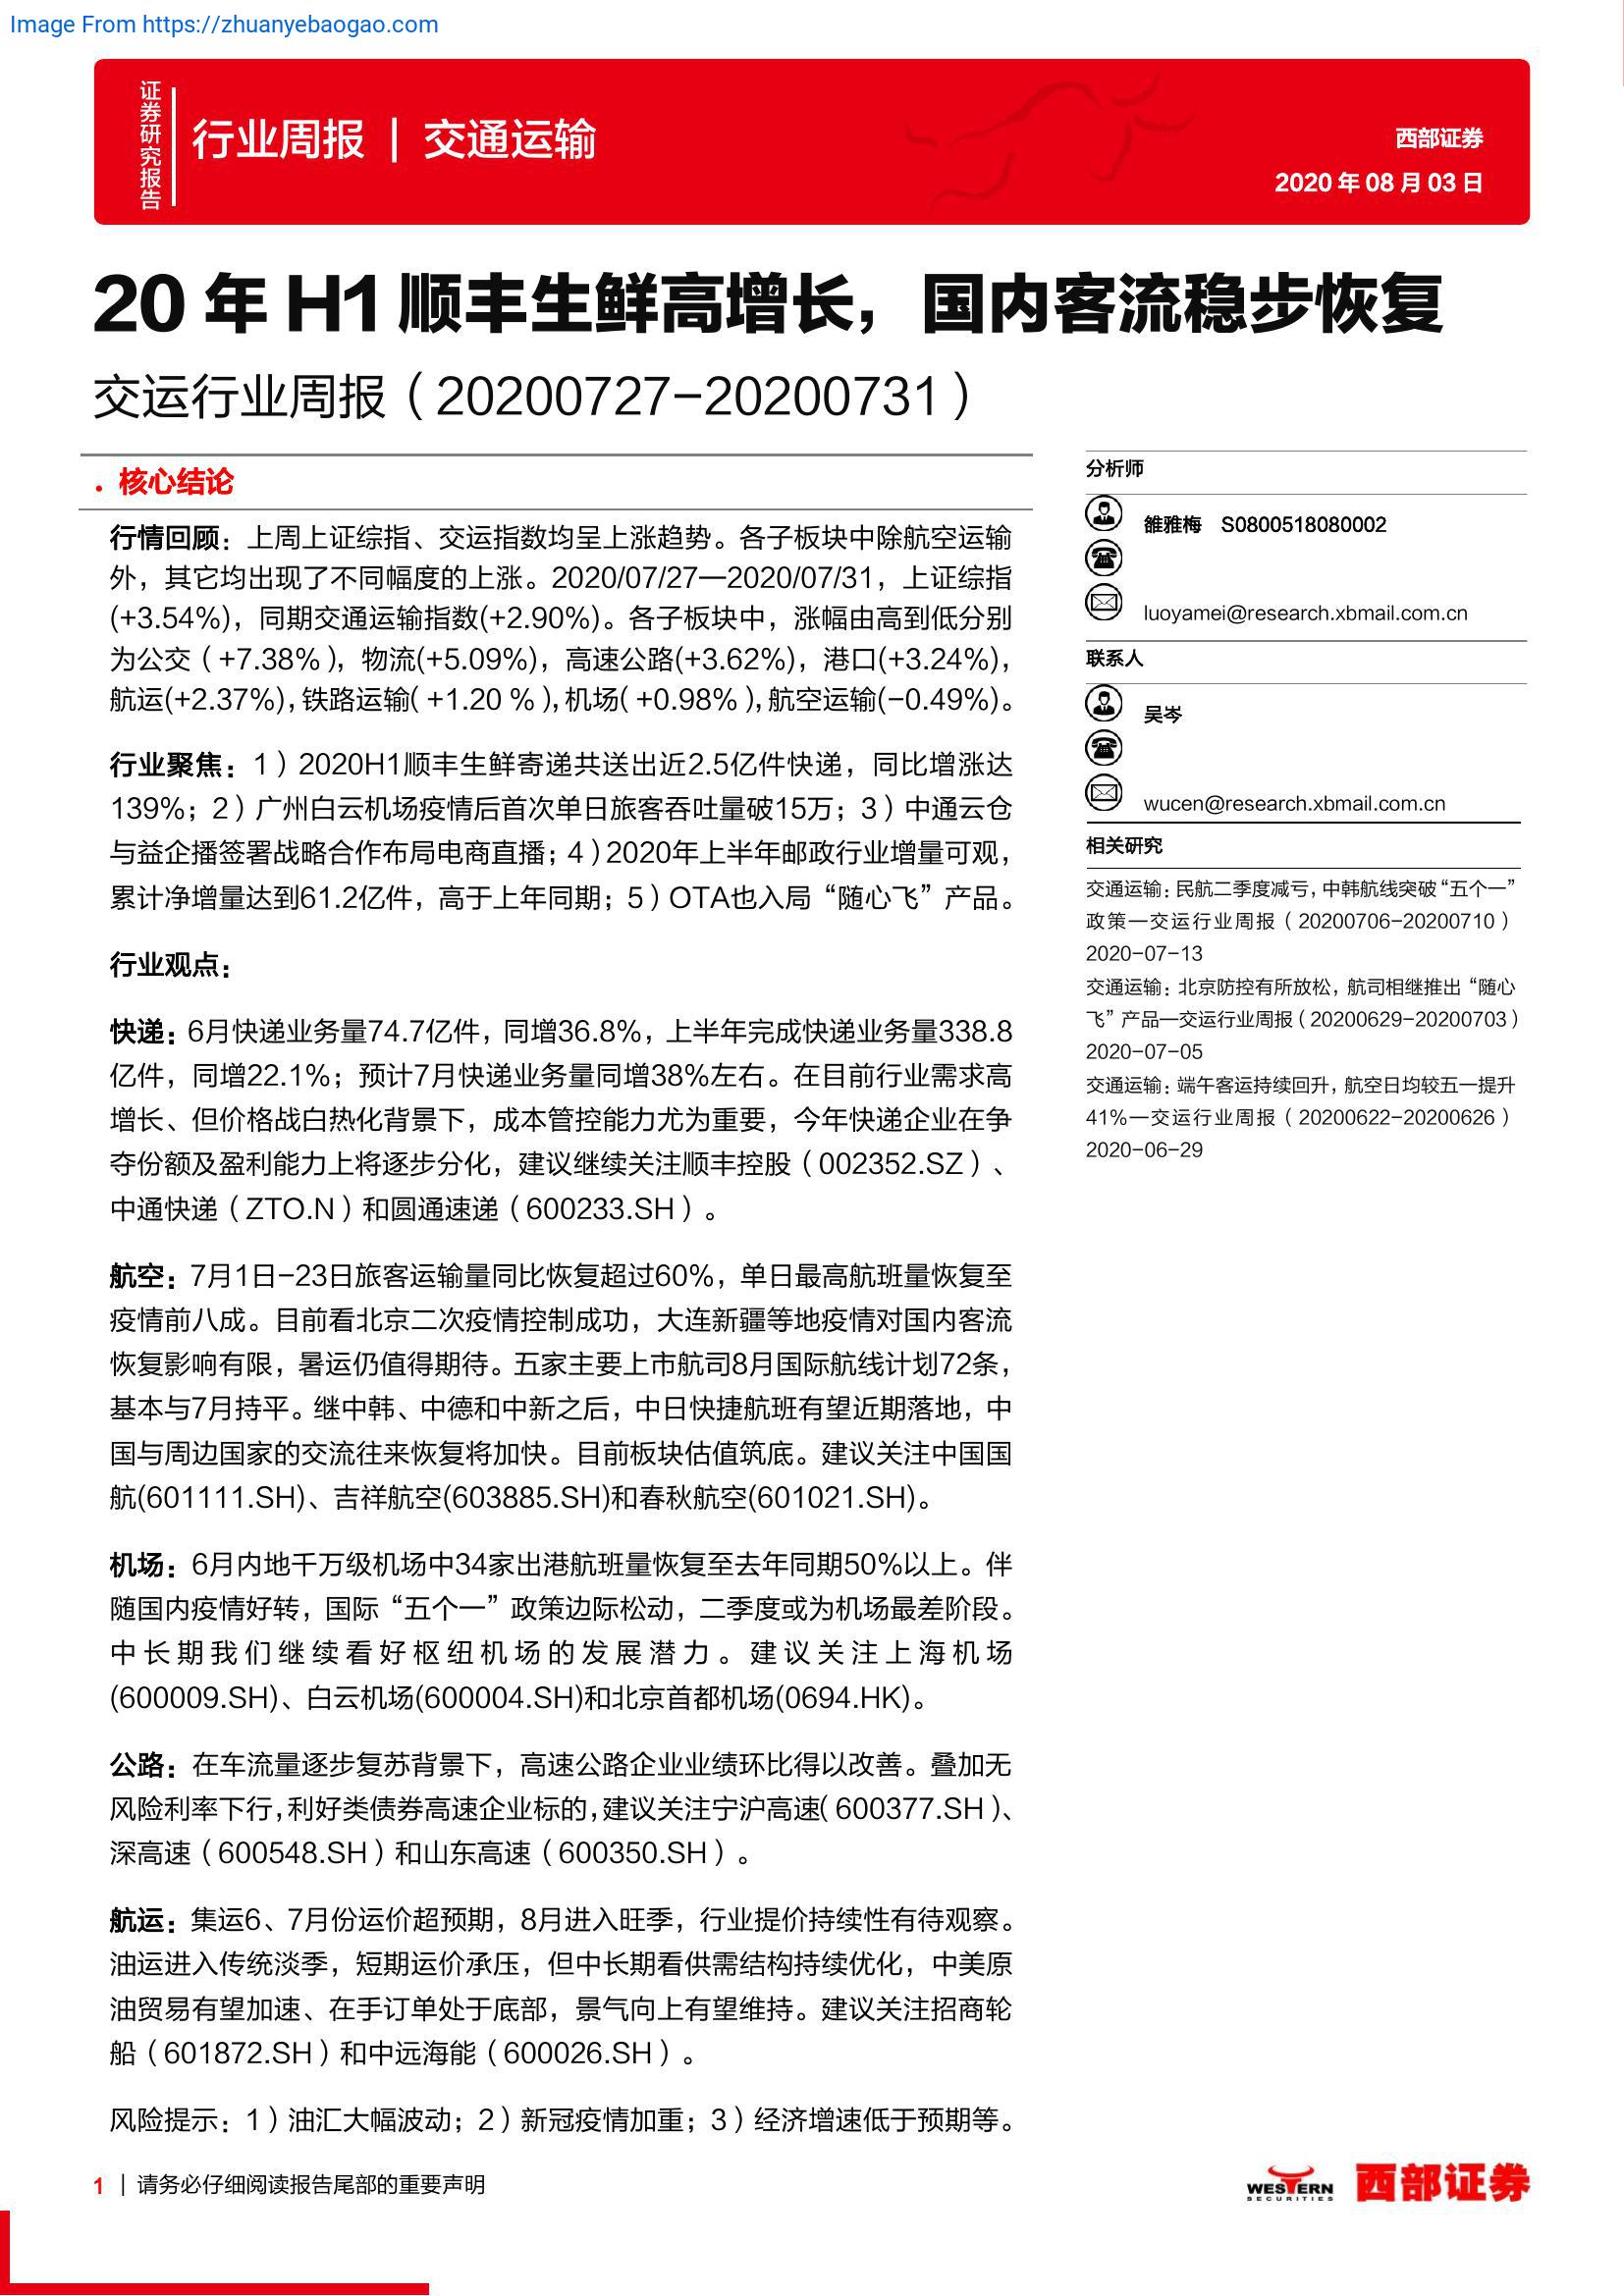 Image From https://zhuanyebaogao.com
证券研究报告
行业周报 | 交通运输
西部证券
2020 年 08 月 03 日
20 年 H1 顺丰生鲜高增长，国内客流稳步恢复
交运行业周报（20200727-20200731）
核心结论
行情回顾：上周上证综指、交运指数均呈上涨趋势。各子板块中除航空运输
外，其它均出现了不同幅度的上涨。2020/07/27—2020/07/31，上证综指
(+3.54%)，同期交通运输指数(+2.90%)。各子板块中，涨幅由高到低分别
为公交（+7.38%），物流(+5.09%)，高速公路(+3.62%)，港口(+3.24%)，
航运(+2.37%)，铁路运输（+1.20 %），机场（+0.98%），航空运输(-0.49%)。
行业聚焦：1）2020H1顺丰生鲜寄递共送出近2.5亿件快递，同比增涨达
139%；2）广州白云机场疫情后首次单日旅客吞吐量破15万；3）中通云仓
与益企播签署战略合作布局电商直播；4）2020年上半年邮政行业增量可观，
累计净增量达到61.2亿件，高于上年同期；5）OTA也入局“随心飞”产品。
行业观点：
快递：6月快递业务量74.7亿件，同增36.8%，上半年完成快递业务量338.8
亿件，同增22.1%；预计7月快递业务量同增38%左右。在目前行业需求高
增长、但价格战白热化背景下，成本管控能力尤为重要，今年快递企业在争
夺份额及盈利能力上将逐步分化，建议继续关注顺丰控股（002352.SZ）、
中通快递（ZTO.N）和圆通速递（600233.SH）。
航空：7月1日-23日旅客运输量同比恢复超过60%，单日最高航班量恢复至
疫情前八成。目前看北京二次疫情控制成功，大连新疆等地疫情对国内客流
恢复影响有限，暑运仍值得期待。五家主要上市航司8月国际航线计划72条，
基本与7月持平。继中韩、中德和中新之后，中日快捷航班有望近期落地，中
国与周边国家的交流往来恢复将加快。目前板块估值筑底。建议关注中国国
航(601111.SH)、吉祥航空(603885.SH)和春秋航空(601021.SH)。
机场：6月内地千万级机场中34家出港航班量恢复至去年同期50%以上。伴
随国内疫情好转，国际“五个一”政策边际松动，二季度或为机场最差阶段。
中长期我们继续看好枢纽机场的发展潜力。建议关注上海机场
(600009.SH)、白云机场(600004.SH)和北京首都机场(0694.HK)。
公路：在车流量逐步复苏背景下，高速公路企业业绩环比得以改善。叠加无
风险利率下行，利好类债券高速企业标的，建议关注宁沪高速（600377.SH）、
深高速（600548.SH）和山东高速（600350.SH）。
航运：集运6、7月份运价超预期，8月进入旺季，行业提价持续性有待观察。
油运进入传统淡季，短期运价承压，但中长期看供需结构持续优化，中美原
油贸易有望加速、在手订单处于底部，景气向上有望维持。建议关注招商轮
船（601872.SH）和中远海能（600026.SH）。
风险提示：1）油汇大幅波动；2）新冠疫情加重；3）经济增速低于预期等。
分析师
雒雅梅 S0800518080002
luoyamei@research.xbmail.com.cn
联系人
吴岑
wucen@research.xbmail.com.cn
相关研究
交通运输：民航二季度减亏，中韩航线突破“五个一”
政策—交运行业周报（20200706-20200710）
2020-07-13
交通运输：北京防控有所放松，航司相继推出“随心
飞”产品—交运行业周报（20200629-20200703）
2020-07-05
交通运输：端午客运持续回升，航空日均较五一提升
41%—交运行业周报（20200622-20200626）
2020-06-29
1 | 请务必仔细阅读报告尾部的重要声明
WESTERN
SECURITIES
西部证券